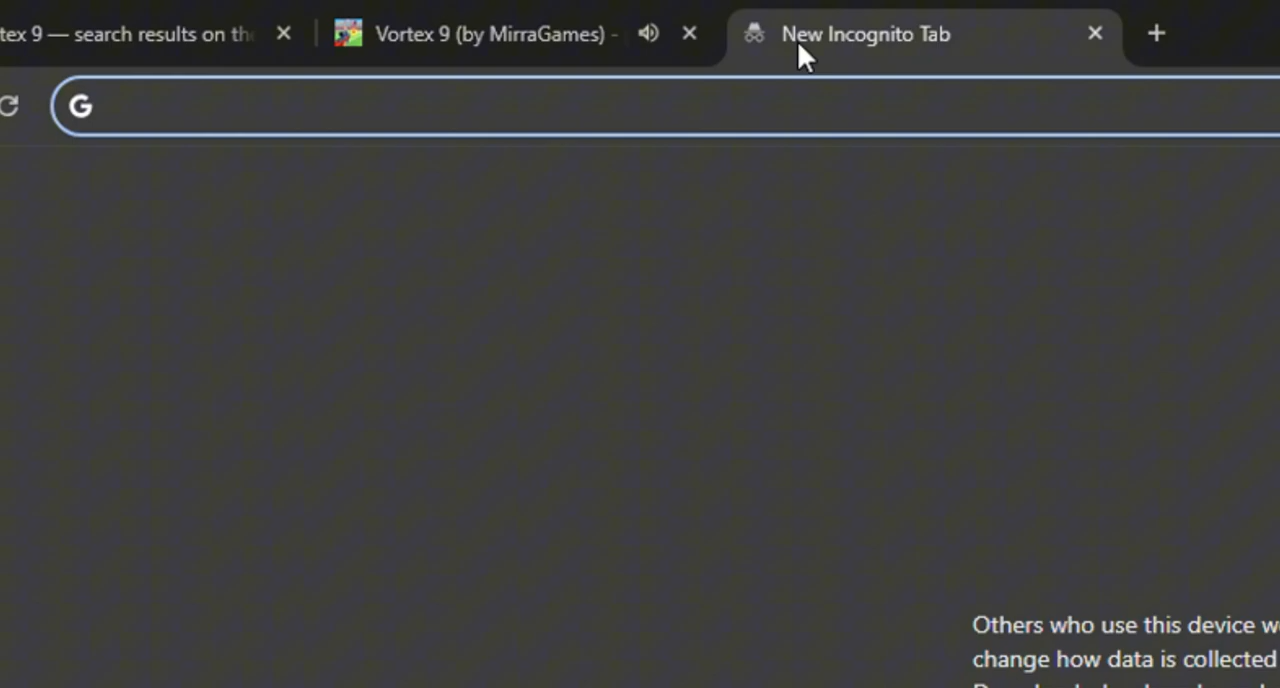 tex 9 — search results on th
Vortex 9 (by MirraGames) -
New Incognito Tab
G
Others who use this device w
change how data is collected